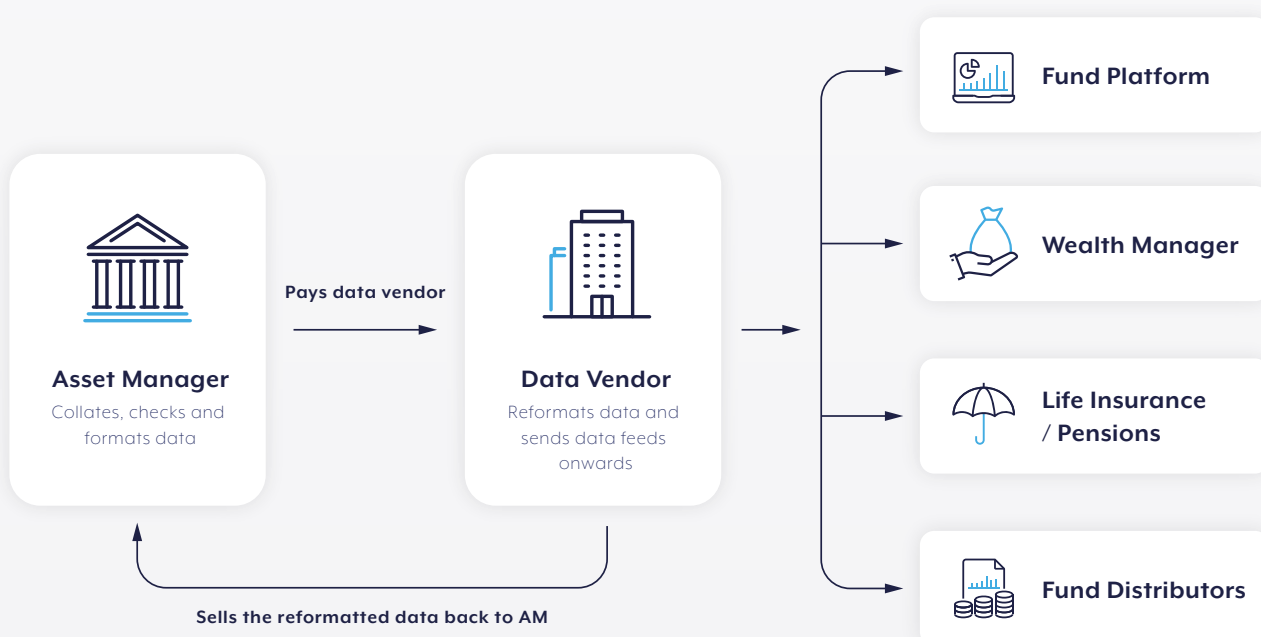 Fund Platform
Wealth Manager
Pays data vendor
Asset Manager
Collates, checks and
formats data
Data Vendor
Reformats data and
sends data feeds
onwards
Life Insurance
/ Pensions
Sells the reformatted data back to AM
Fund Distributors